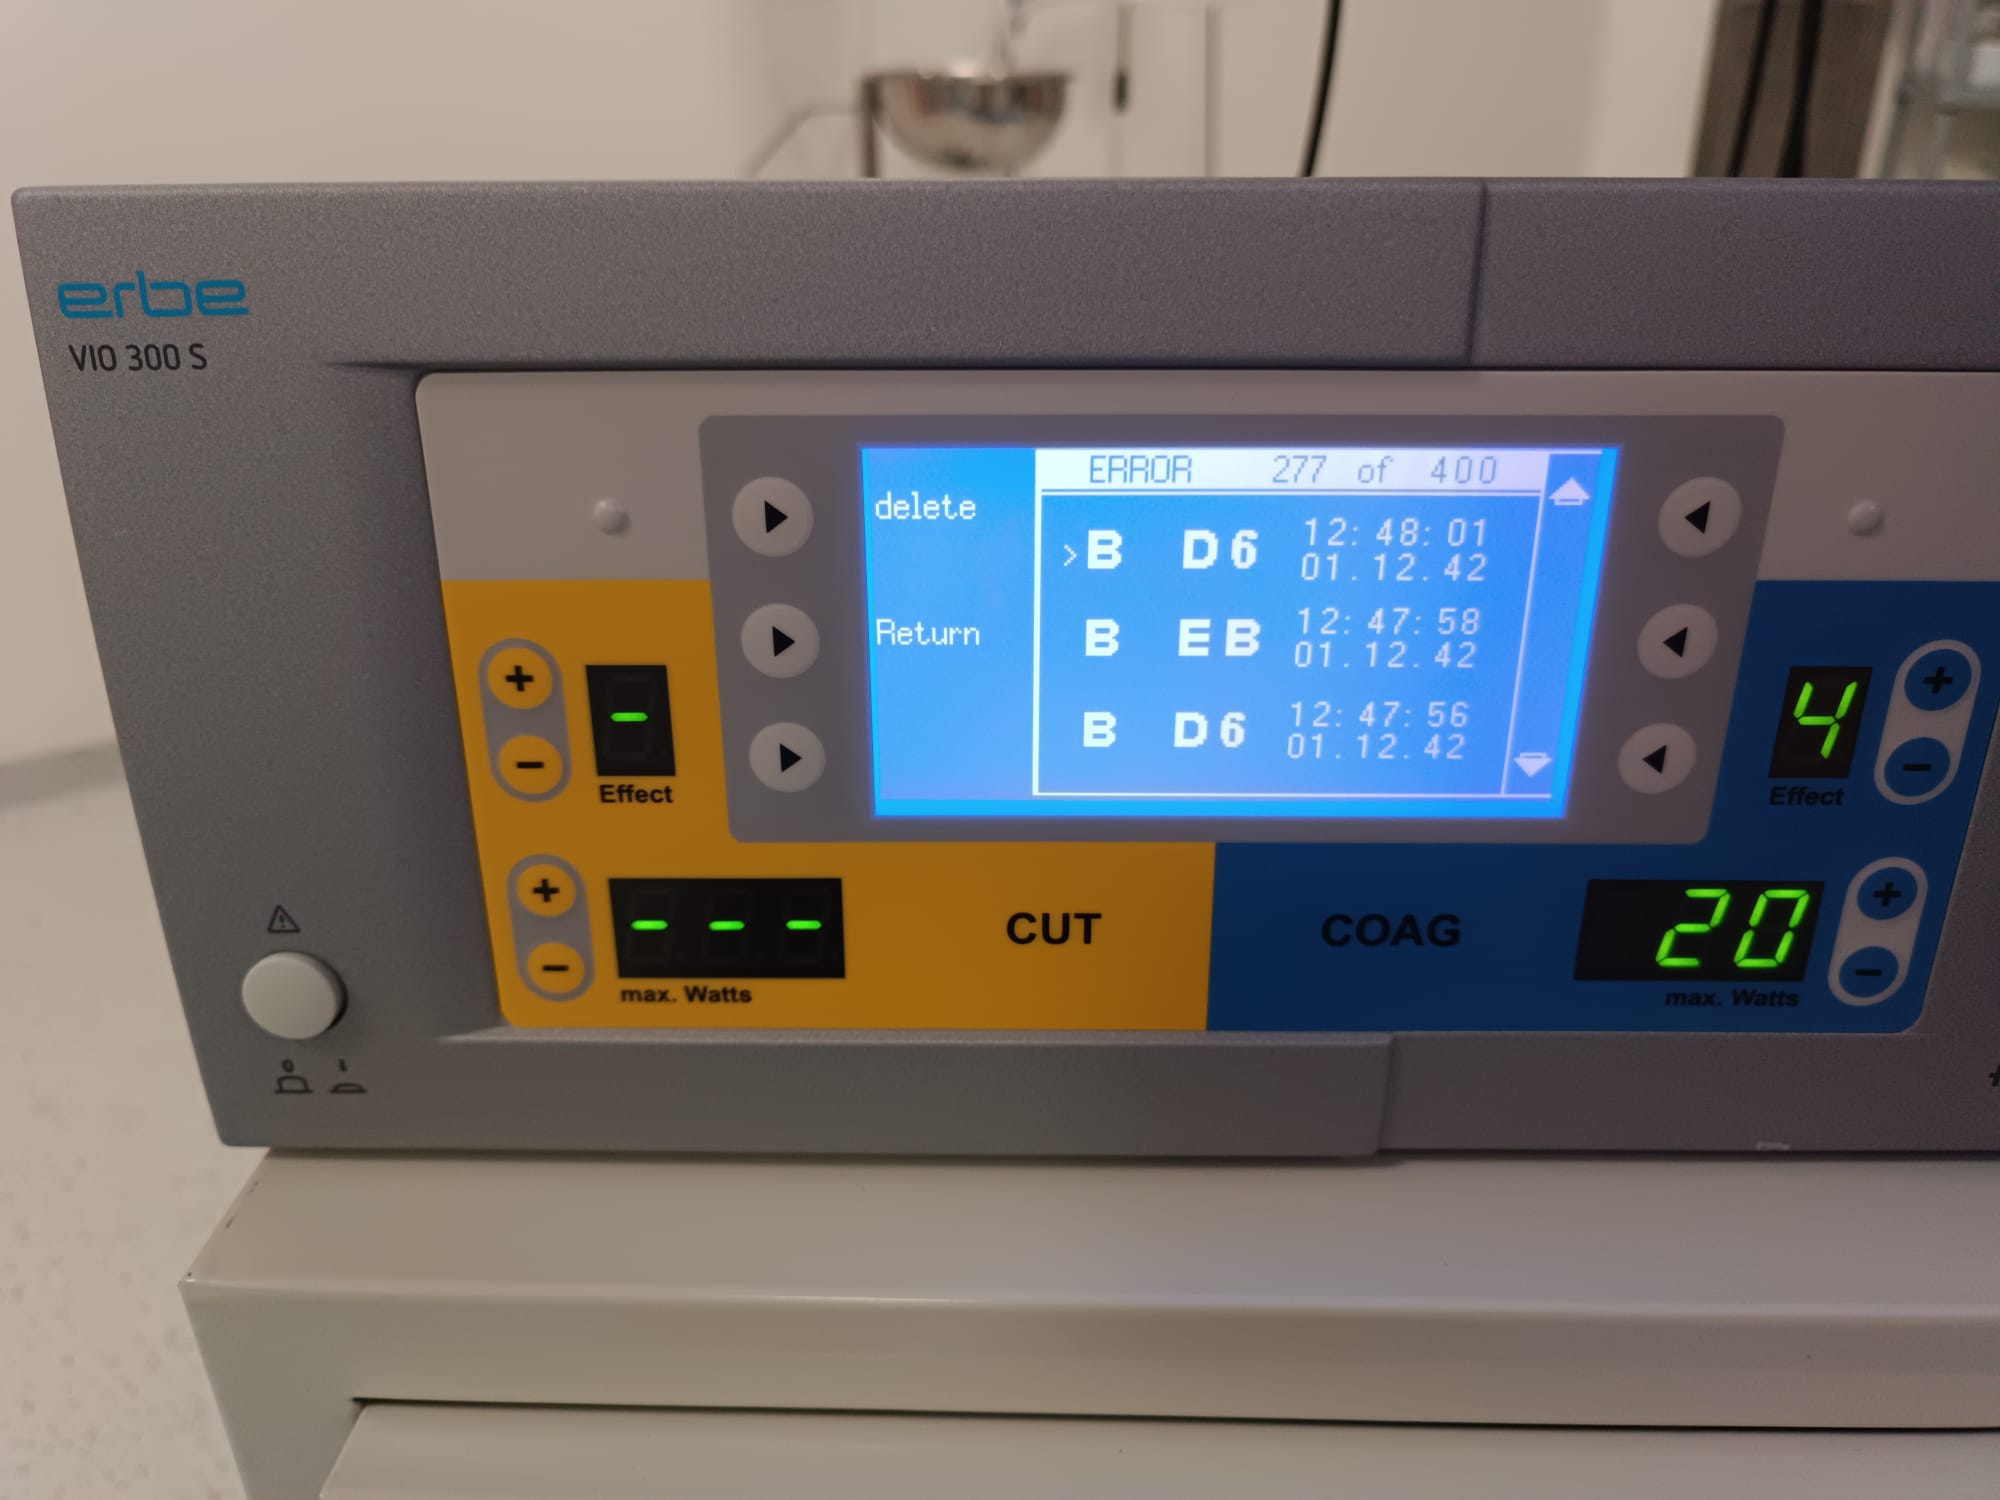 erbe
VIO 300 S
ERROR 277 of 400
delete
>B D6 12:48:01
01.12.42
Return
B EB 12:47:58
01.12.42
B D6 12:47:56
01.12.42
+
-
-
Effect
4
+
-
Effect
+
-
- - -
max. Watts
CUT
COAG
20
max. Watts
+
-